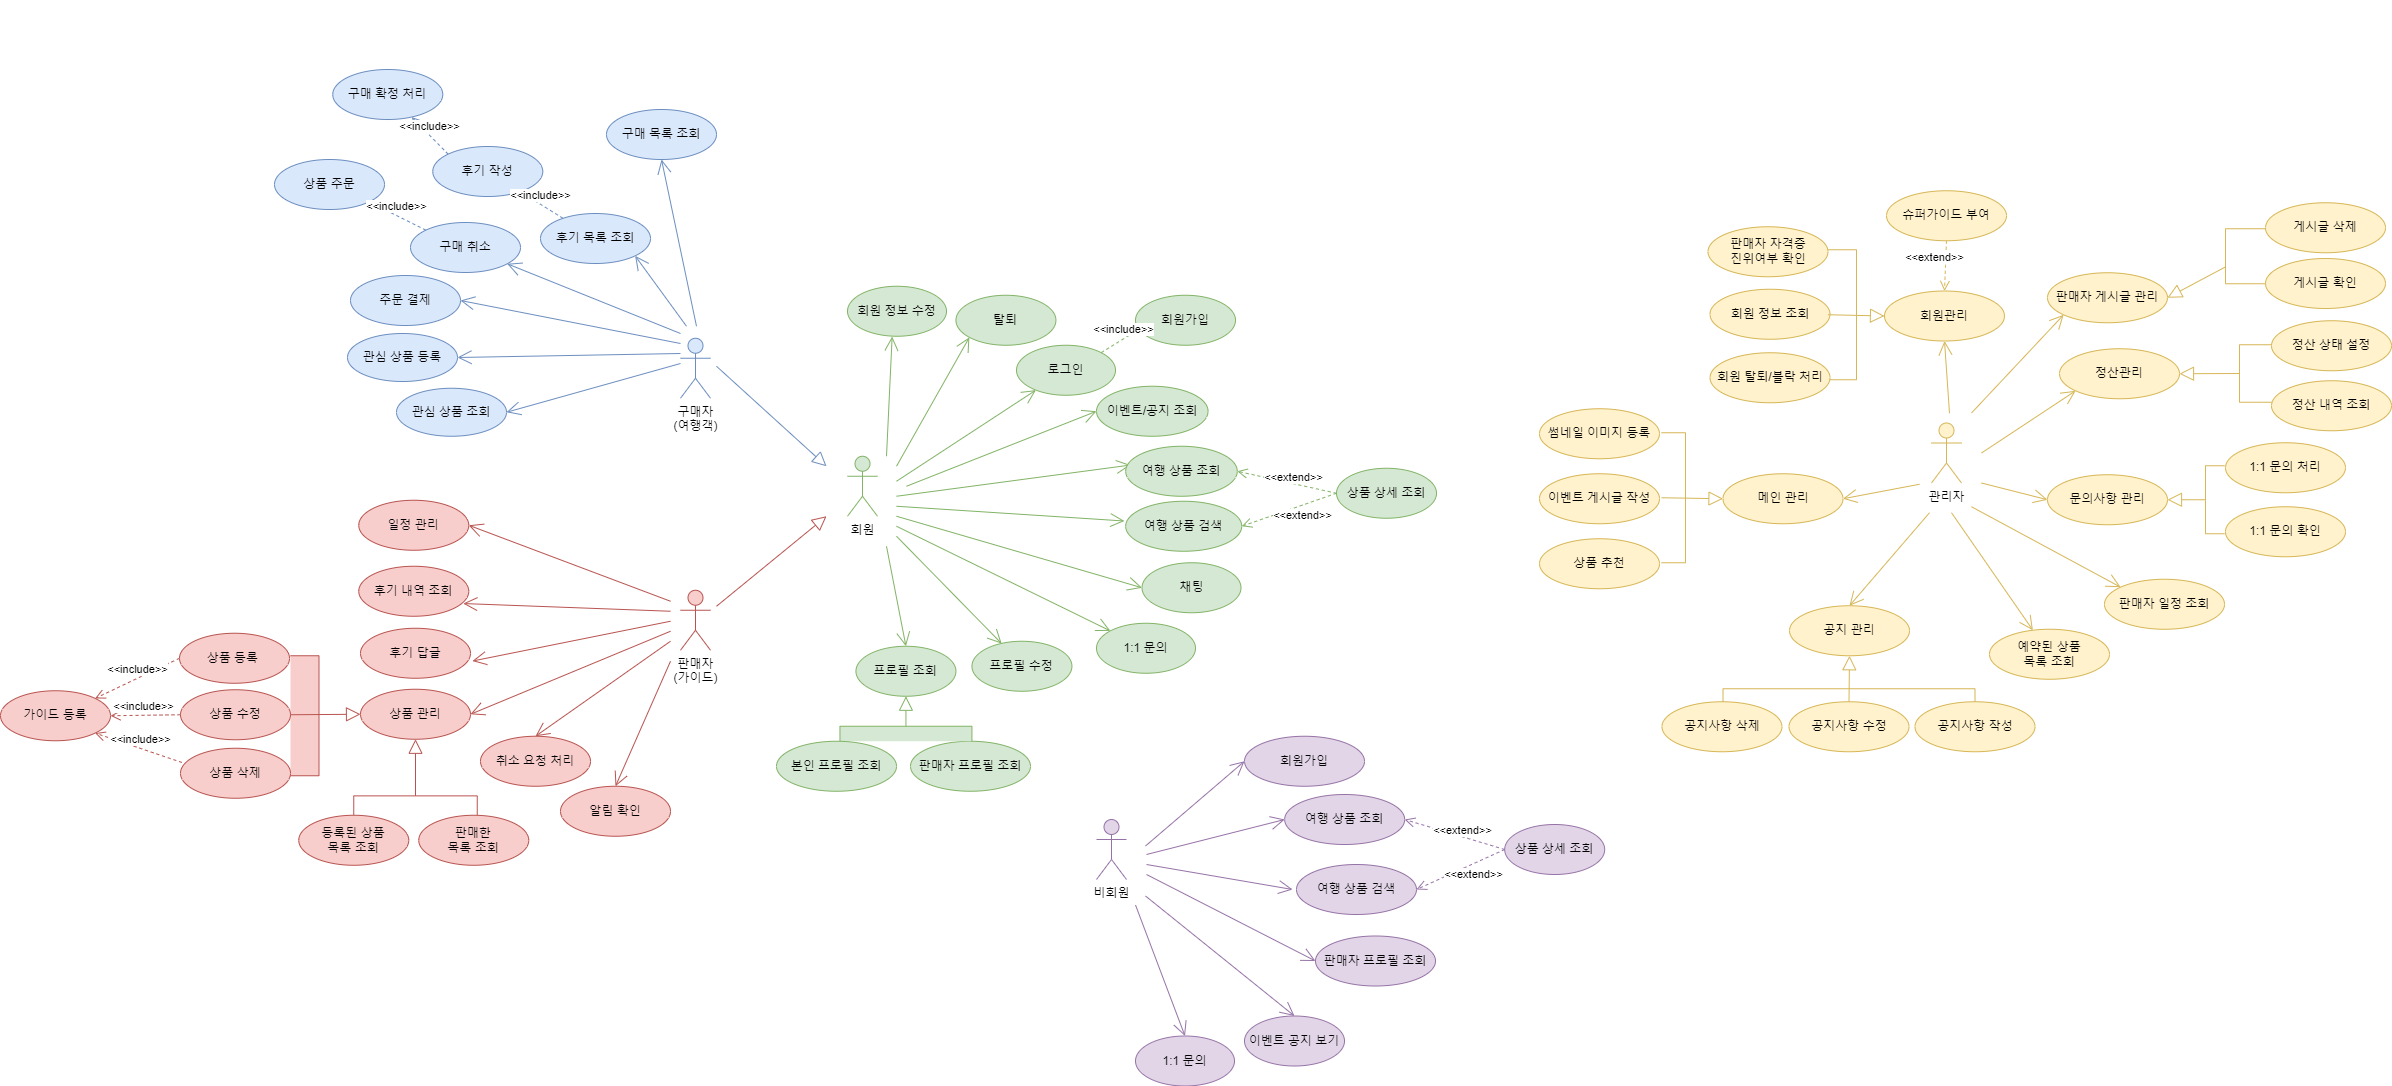 구매 확정 처리
<<include>>
후기 작성
<<include>>
구매 목록 조회
상품 주문
<<include>>
구매 취소
후기 목록 조회
주문 결제
관심 상품 등록
관심 상품 조회
구매자
(여행객)
회원 정보 수정
탈퇴
회원가입
<<include>>
로그인
이벤트/공지 조회
여행 상품 조회
<<extend>>
상품 상세 조회
여행 상품 검색
<<extend>>
회원
채팅
1:1 문의
프로필 수정
프로필 조회
본인 프로필 조회
판매자 프로필 조회
일정 관리
후기 내역 조회
후기 답글
판매자
(가이드)
상품 등록
<<include>>
가이드 등록
<<include>>
상품 수정
<<include>>
상품 삭제
상품 관리
취소 요청 처리
알림 확인
등록된 상품
목록 조회
판매한
목록 조회
비회원
회원가입
여행 상품 조회
<<extend>>
상품 상세 조회
<<extend>>
여행 상품 검색
판매자 프로필 조회
이벤트 공지 보기
1:1 문의
슈퍼가이드 부여
<<extend>>
판매자 자격증
진위여부 확인
회원 정보 조회
회원 탈퇴/블락 처리
회원관리
판매자 게시글 관리
게시글 삭제
게시글 확인
정산관리
정산 상태 설정
정산 내역 조회
썸네일 이미지 등록
이벤트 게시글 작성
상품 추천
메인 관리
관리자
문의사항 관리
1:1 문의 처리
1:1 문의 확인
판매자 일정 조회
예약된 상품
목록 조회
공지 관리
공지사항 삭제
공지사항 수정
공지사항 작성